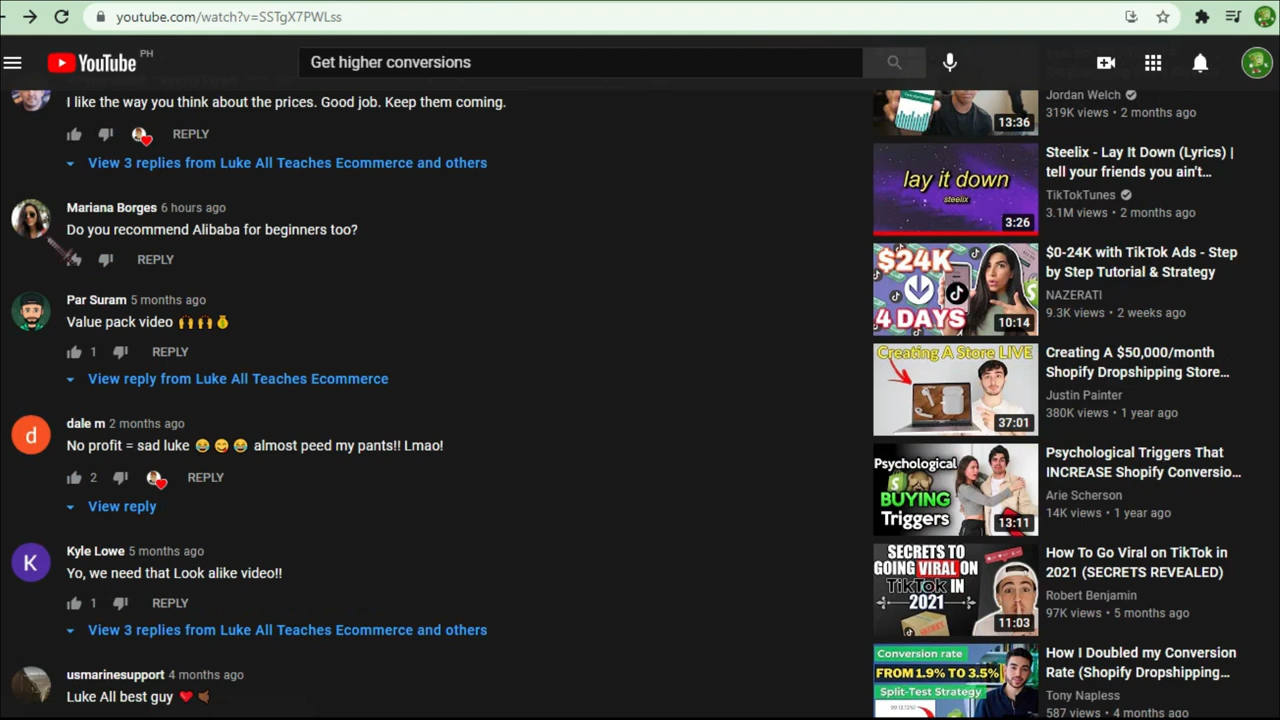 youtube.com/watch?v=SSTgX7PWLss
YouTube PH
Get higher conversions
I like the way you think about the prices. Good job. Keep them coming.
REPLY
View 3 replies from Luke All Teaches Ecommerce and others
Mariana Borges 6 hours ago
Do you recommend Alibaba for beginners too?
REPLY
Par Suram 5 months ago
Value pack video 🙌🙌💰
1 REPLY
View reply from Luke All Teaches Ecommerce
d
dale m 2 months ago
No profit = sad luke 😂😋😂 almost peed my pants!! Lmao!
2 REPLY
View reply
K
Kyle Lowe 5 months ago
Yo, we need that Look alike video!!
1 REPLY
View 3 replies from Luke All Teaches Ecommerce and others
usmarinesupport 4 months ago
Luke All best guy ❤️🤙🏾
13:36
Jordan Welch
319K views • 2 months ago
lay it down
steelix
3:26
Steelix - Lay It Down (Lyrics) |
tell your friends you ain't...
TikTokTunes
3.1M views • 2 months ago
$24K
4 DAYS
10:14
$0-24K with TikTok Ads - Step
by Step Tutorial & Strategy
NAZERATI
9.3K views • 2 weeks ago
Creating A Store LIVE
37:01
Creating A $50,000/month
Shopify Dropshipping Store...
Justin Painter
380K views • 1 year ago
Psychological
BUYING
Triggers
13:11
Psychological Triggers That
INCREASE Shopify Conversio...
Arie Scherson
14K views • 1 year ago
SECRETS TO
GOING VIRAL ON
TikTok IN
2021
11:03
How To Go Viral on TikTok in
2021 (SECRETS REVEALED)
Robert Benjamin
97K views • 5 months ago
Conversion rate
FROM 1.9% TO 3.5%
Split-Test Strategy
How I Doubled my Conversion
Rate (Shopify Dropshipping...
Tony Napless
587 views • 4 months ago